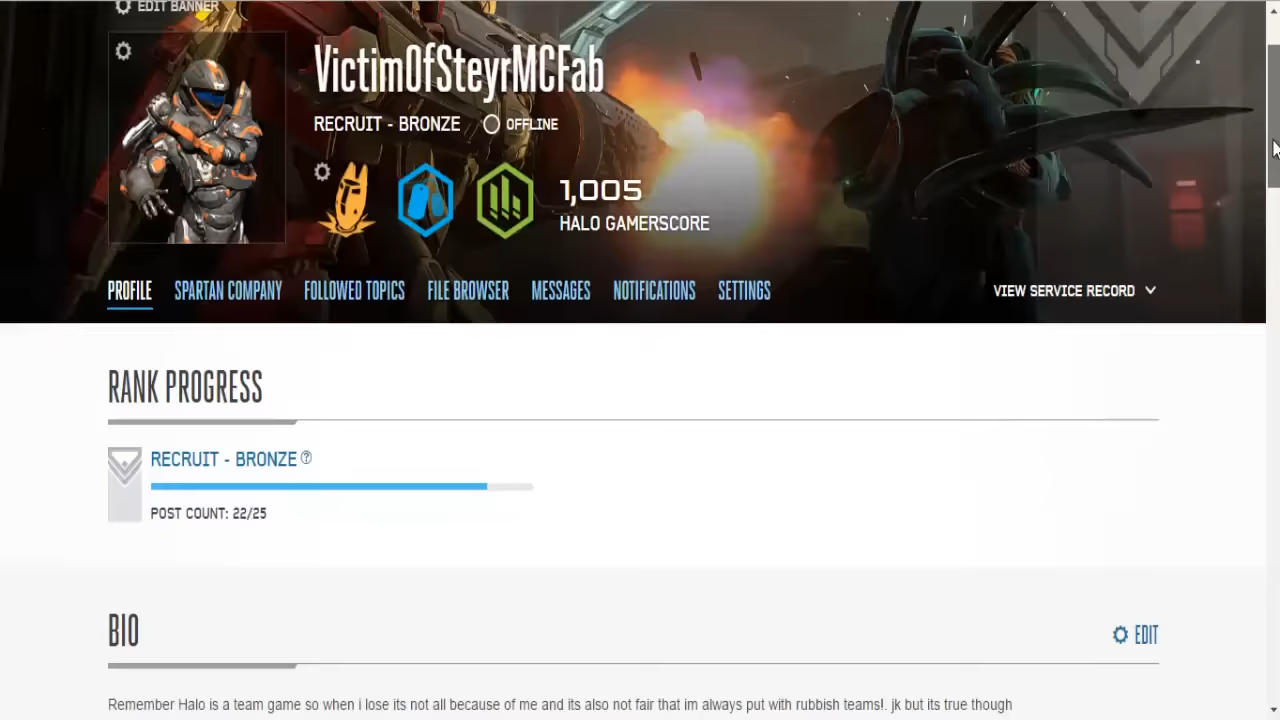 EDIT BANNER
VictimOfSteyrMCFab
RECRUIT - BRONZE OFFLINE
1,005
HALO GAMERSCORE
PROFILE SPARTAN COMPANY FOLLOWED TOPICS FILE BROWSER MESSAGES NOTIFICATIONS SETTINGS VIEW SERVICE RECORD
RANK PROGRESS
RECRUIT - BRONZE ?
POST COUNT: 22/25
BIO
EDIT
Remember Halo is a team game so when i lose its not all because of me and its also not fair that im always put with rubbish teams!. jk but its true though